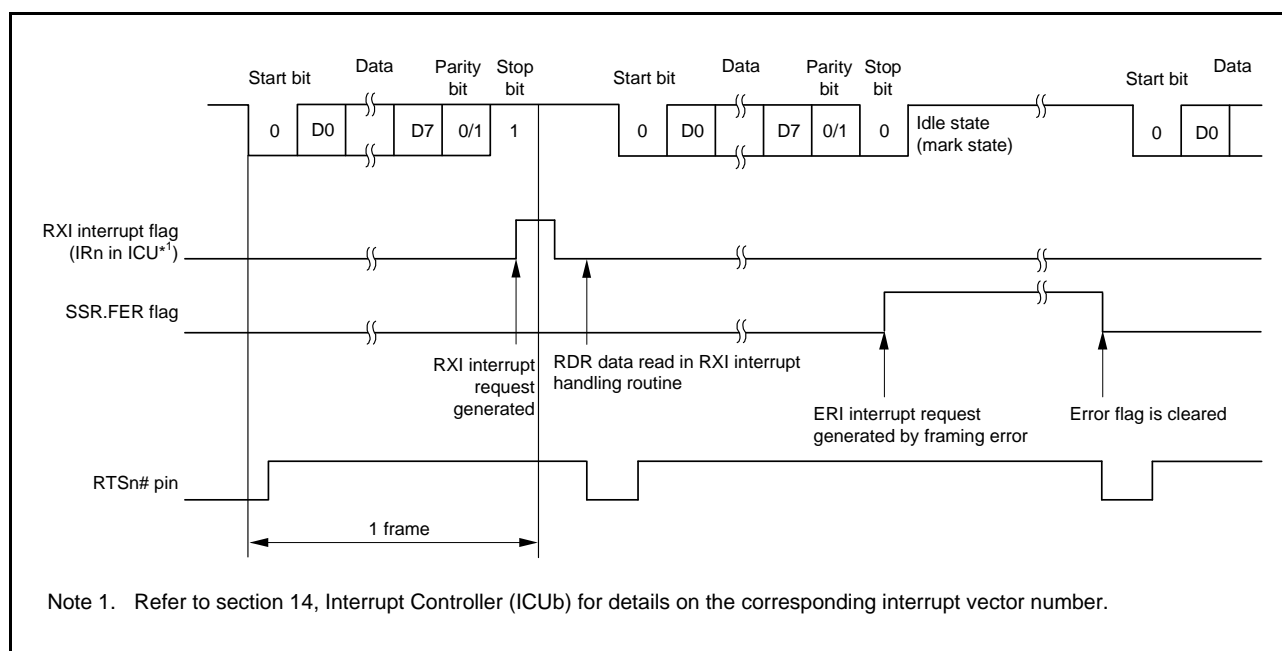 Start bit
Data
Parity bit
Stop bit
Start bit
Data
Parity bit
Stop bit
Start bit
Data
0 D0 D7 0/1 1 0 D0 D7 0/1 0 Idle state (mark state) 0 D0
RXI interrupt flag
(IRn in ICU*1)
SSR.FER flag
RXI interrupt
request
generated
RDR data read in RXI interrupt
handling routine
ERI interrupt request
generated by framing error
Error flag is cleared
RTSn# pin
1 frame
Note 1. Refer to section 14, Interrupt Controller (ICUb) for details on the corresponding interrupt vector number.